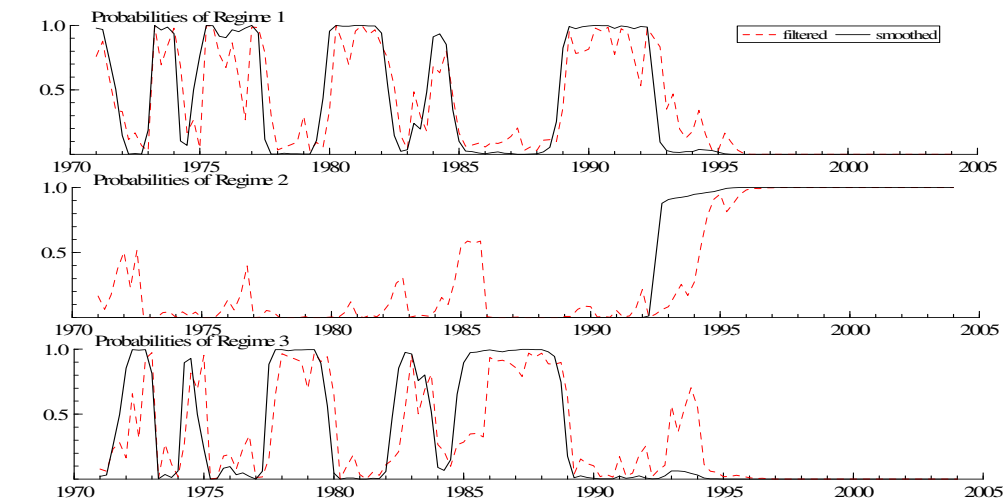 Probabilities of Regime 1
1.0
filtered smoothed
0.5
1970 1975 1980 1985 1990 1995 2000 2005
Probabilities of Regime 2
1.0
0.5
1970 1975 1980 1985 1990 1995 2000 2005
Probabilities of Regime 3
1.0
0.5
1970 1975 1980 1985 1990 1995 2000 2005